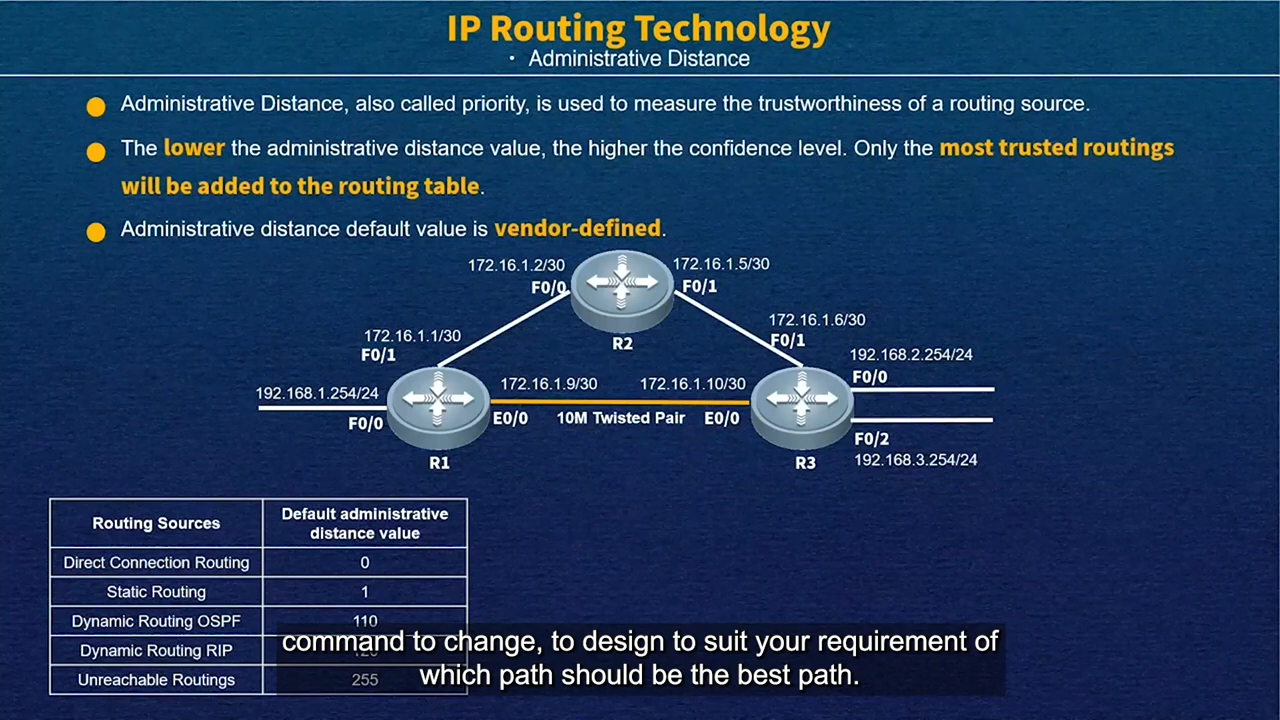 IP Routing Technology
• Administrative Distance
Administrative Distance, also called priority, is used to measure the trustworthiness of a routing source.
The lower the administrative distance value, the higher the confidence level. Only the most trusted routings
will be added to the routing table.
Administrative distance default value is vendor-defined.
172.16.1.2/30
172.16.1.5/30
F0/0
F0/1
R2
172.16.1.1/30
F0/1
172.16.1.6/30
F0/1
192.168.2.254/24
F0/0
192.168.1.254/24
172.16.1.9/30
172.16.1.10/30
F0/0
E0/0
10M Twisted Pair
E0/0
F0/2
192.168.3.254/24
R1
R3
Routing Sources
Default administrative
distance value
Direct Connection Routing
0
Static Routing
1
Dynamic Routing OSPF
110
Dynamic Routing RIP
Unreachable Routings
255
command to change, to design to suit your requirement of
which path should be the best path.